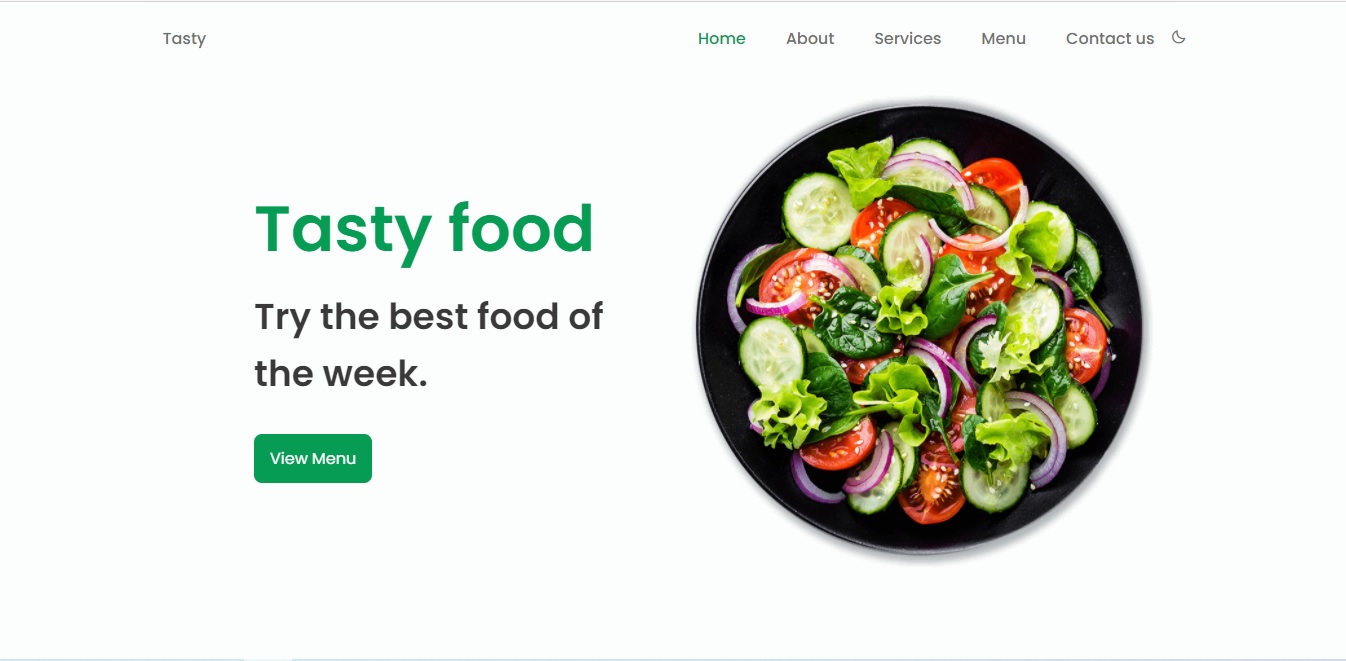 Tasty
Home About Services Menu Contact us
Tasty food
Try the best food of
the week.
View Menu